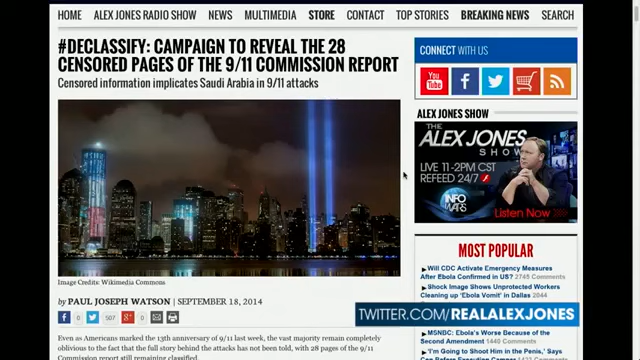 HOME ALEX JONES RADIO SHOW NEWS MULTIMEDIA STORE CONTACT TOP STORIES BREAKING NEWS SEARCH
#DECLASSIFY: CAMPAIGN TO REVEAL THE 28
CENSORED PAGES OF THE 9/11 COMMISSION REPORT
Censored information implicates Saudi Arabia in 9/11 attacks
Image Credits: Wikimedia Commons
by PAUL JOSEPH WATSON | SEPTEMBER 18, 2014
f 0 507 g+ 0
Even as Americans marked the 13th anniversary of 9/11 last week, the vast majority remain completely
oblivious to the fact that the full story behind the attacks has not been told, with 28 pages of the 9/11
Commission report still remaining classified.
CONNECT WITH US
You
Tube
f
ALEX JONES SHOW
THE
ALEX JONES
SHOW
LIVE 11-2PM CST
REFEED 24/7
INFO
WARS
Listen Now
MOST POPULAR
Will CDC Activate Emergency Measures
After Ebola Confirmed in U.S? 2745 Comments
Shock Image Shows Unprotected Workers
Cleaning up 'Ebola Vomit' in Dallas 2044
TWITTER.COM/REALALEXJONES
MSNBC: Ebola's Worse Because of the
Second Amendment 1440 Comments
'I'm Going to Shoot Him in the Penis,' Says